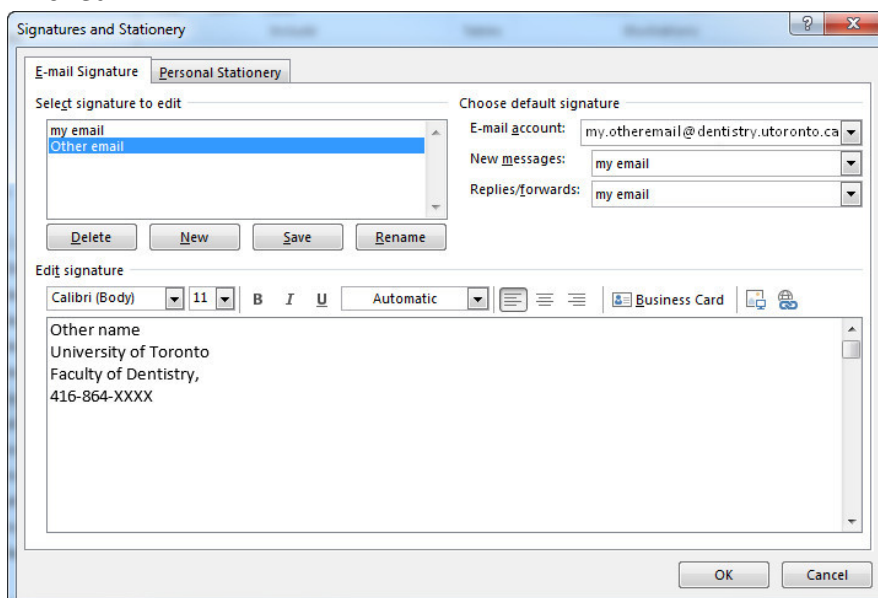 Signatures and Stationery
E-mail Signature
Personal Stationery
Select signature to edit
my email
Other email
Delete
New
Save
Rename
Choose default signature
E-mail account:
my.otheremail@dentistry.utoronto.ca
New messages:
my email
Replies/forwards:
my email
Edit signature
Calibri (Body)
11
B
I
U
Automatic
Business Card
Other name
University of Toronto
Faculty of Dentistry,
416-864-XXXX
OK
Cancel